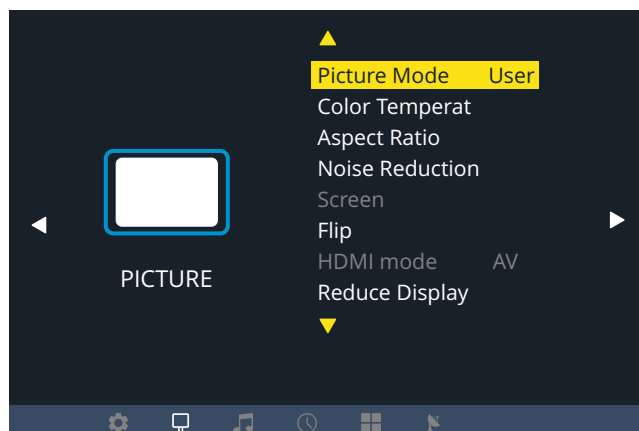 Picture Mode User
Color Temperat
Aspect Ratio
Noise Reduction
Screen
Flip
HDMI mode AV
Reduce Display
PICTURE